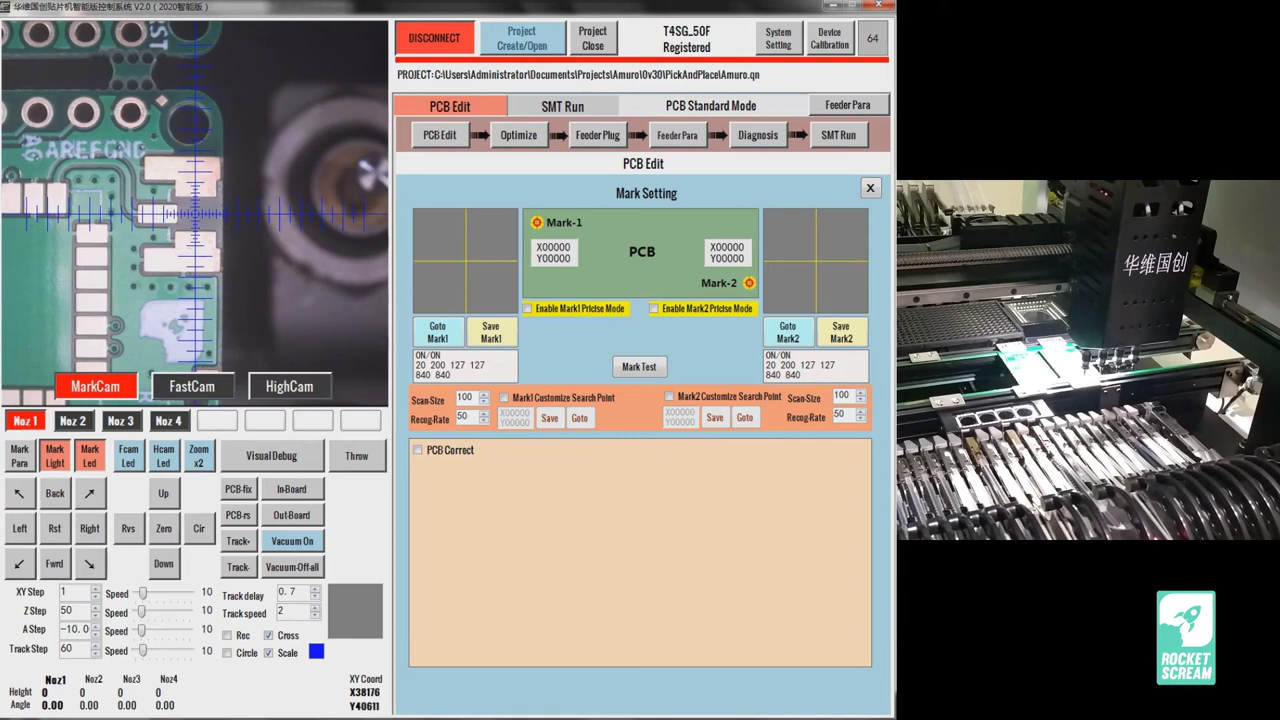 华维国创贴片机智能版控制系统 V2.0（2020智能版）
ST
AG
AREFGND
MarkCam
FastCam
HighCam
Noz 1
Noz 2
Noz 3
Noz 4
Mark Para
Mark Light
Mark Led
Fcam Led
Hcam Led
Zoom x2
Visual Debug
Throw
Back
Up
PCB-fix
In-Board
PCB-rs
Out-Board
Left
Rst
Right
Rvs
Zero
Cir
Track+
Vacuum On
Fwrd
Down
Track-
Vacuum-Off-all
XY Step
1
Speed
10
Z Step
50
Speed
10
A Step
-10.0
Speed
10
Track Step
60
Speed
10
Track delay
0.7
Track speed
2
Rec
Cross
Circle
Scale
Noz1
Noz2
Noz3
Noz4
Height
0
0
0
0
Angle
0.00
0.00
0.00
0.00
XY Coord
X38176
Y40611
DISCONNECT
Project
Create/Open
Project
Close
T4SG_50F
Registered
System
Setting
Device
Calibration
64
PROJECT: C:\Users\Administrator\Documents\Projects\Amuro\0v30\PickAndPlace\Amuro.qn
PCB Edit
SMT Run
PCB Standard Mode
Feeder Para
PCB Edit
Optimize
Feeder Plug
Feeder Para
Diagnosis
SMT Run
PCB Edit
Mark Setting
X
Mark-1
X00000
Y00000
PCB
X00000
Y00000
Mark-2
Enable Mark1 Pricise Mode
Enable Mark2 Pricise Mode
Goto
Mark1
Save
Mark1
Goto
Mark2
Save
Mark2
ON/ON
20 200 127 127
840 840
Mark Test
ON/ON
20 200 127 127
840 840
Scan-Size
100
Mark1 Customize Search Point
Recog-Rate
50
X00000
Y00000
Save
Goto
Mark2 Customize Search Point
Scan-Size
100
X00000
Y00000
Save
Goto
Recog-Rate
50
PCB Correct
华维国创
ROCKET
SCREAM